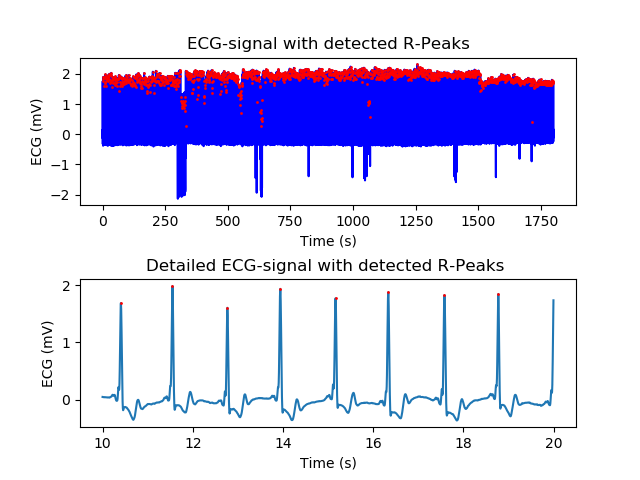 ECG-signal with detected R-Peaks
2
1
0
−1
−2
ECG (mV)
0 250 500 750 1000 1250 1500 1750
Time (s)
Detailed ECG-signal with detected R-Peaks
2
1
0
ECG (mV)
10 12 14 16 18 20
Time (s)